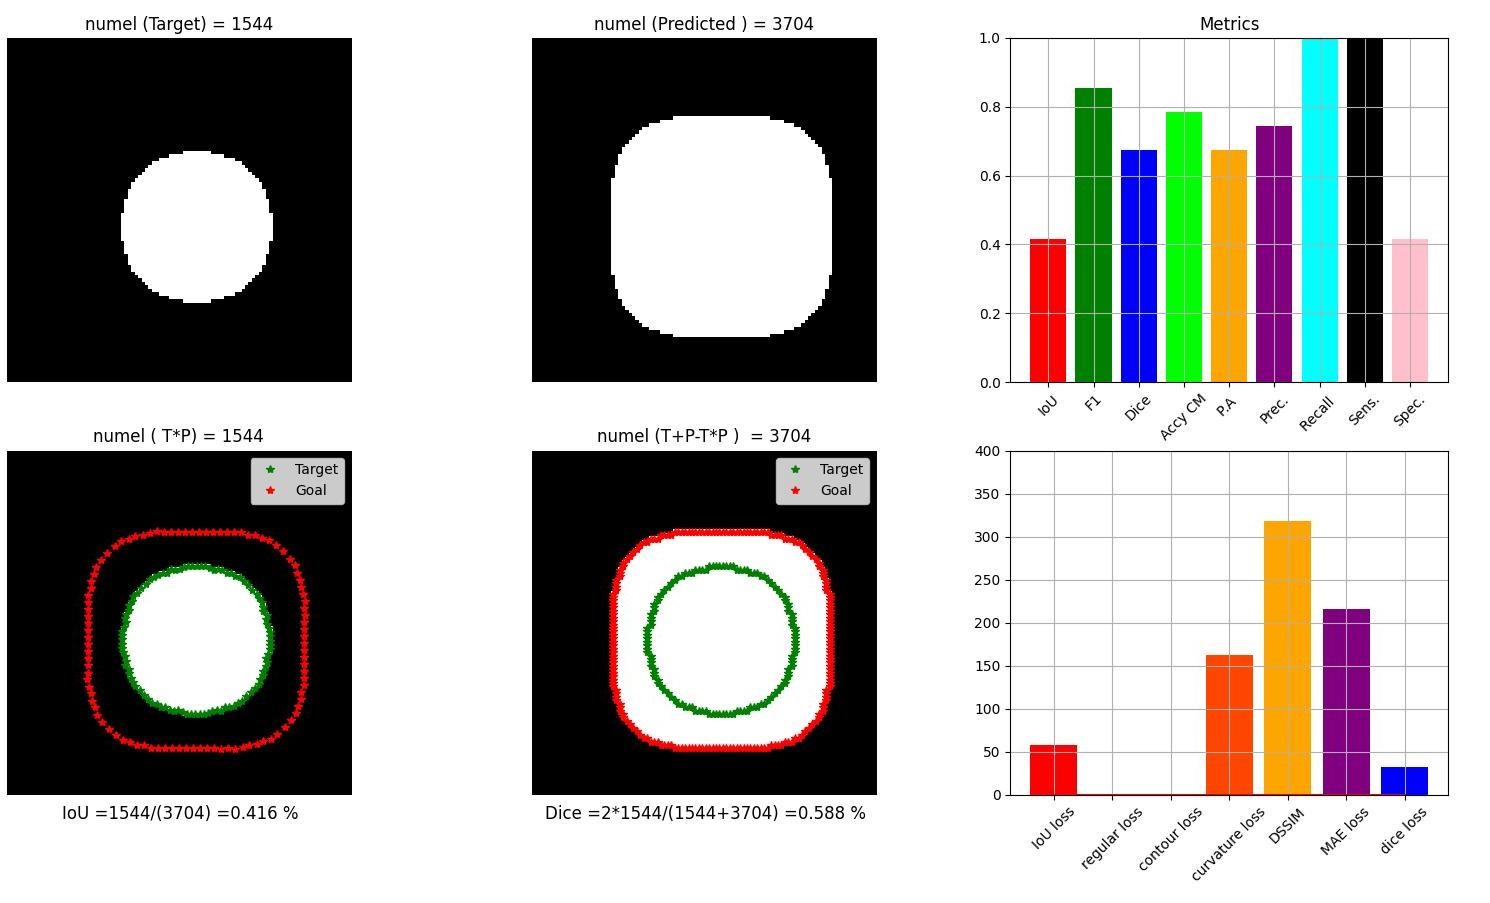 numel (Target) = 1544
numel (Predicted ) = 3704
Metrics
1.0
0.8
0.6
0.4
0.2
0.0
IoU
F1
Dice
Accy CM
P.A
Prec.
Recall
Sens.
Spec.
numel ( T*P) = 1544
Target
Goal
IoU =1544/(3704) =0.416 %
numel (T+P-T*P )  = 3704
Target
Goal
Dice =2*1544/(1544+3704) =0.588 %
400
350
300
250
200
150
100
50
0
IoU loss
regular loss
contour loss
curvature loss
DSSIM
MAE loss
dice loss